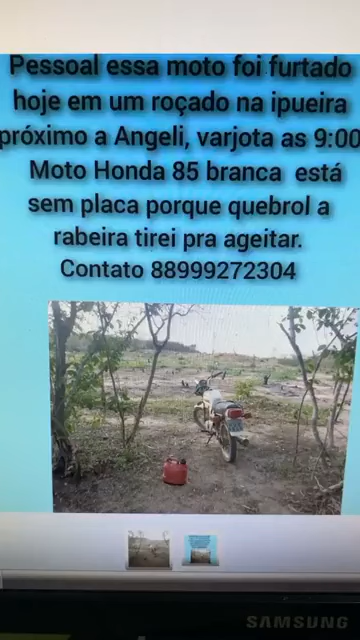 Pessoal essa moto foi furtado
hoje em um roçado na ipueira
próximo a Angeli, varjota as 9:00
Moto Honda 85 branca está
sem placa porque quebrol a
rabeira tirei pra ageitar.
Contato 88999272304
SAMSUNG